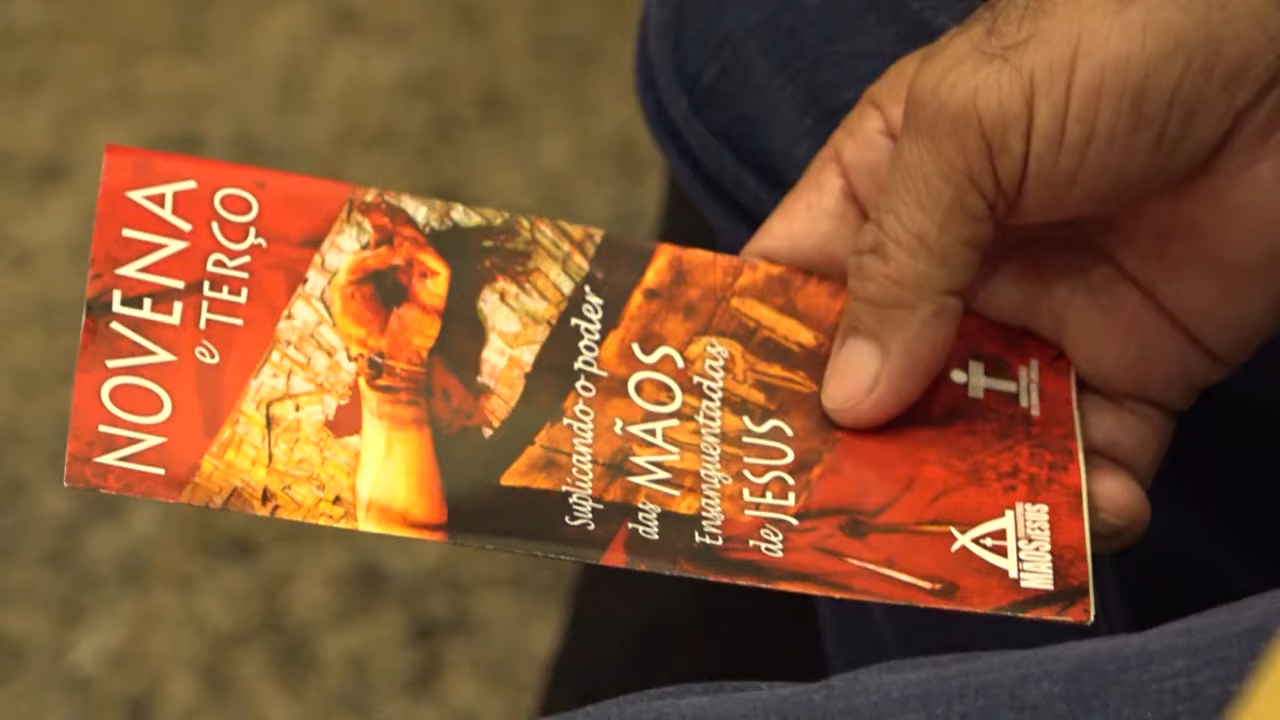 NOVENA
e TERÇO
Suplicando o poder
das MÃOS
Ensanguentadas
de JESUS
MÃOS JESUS